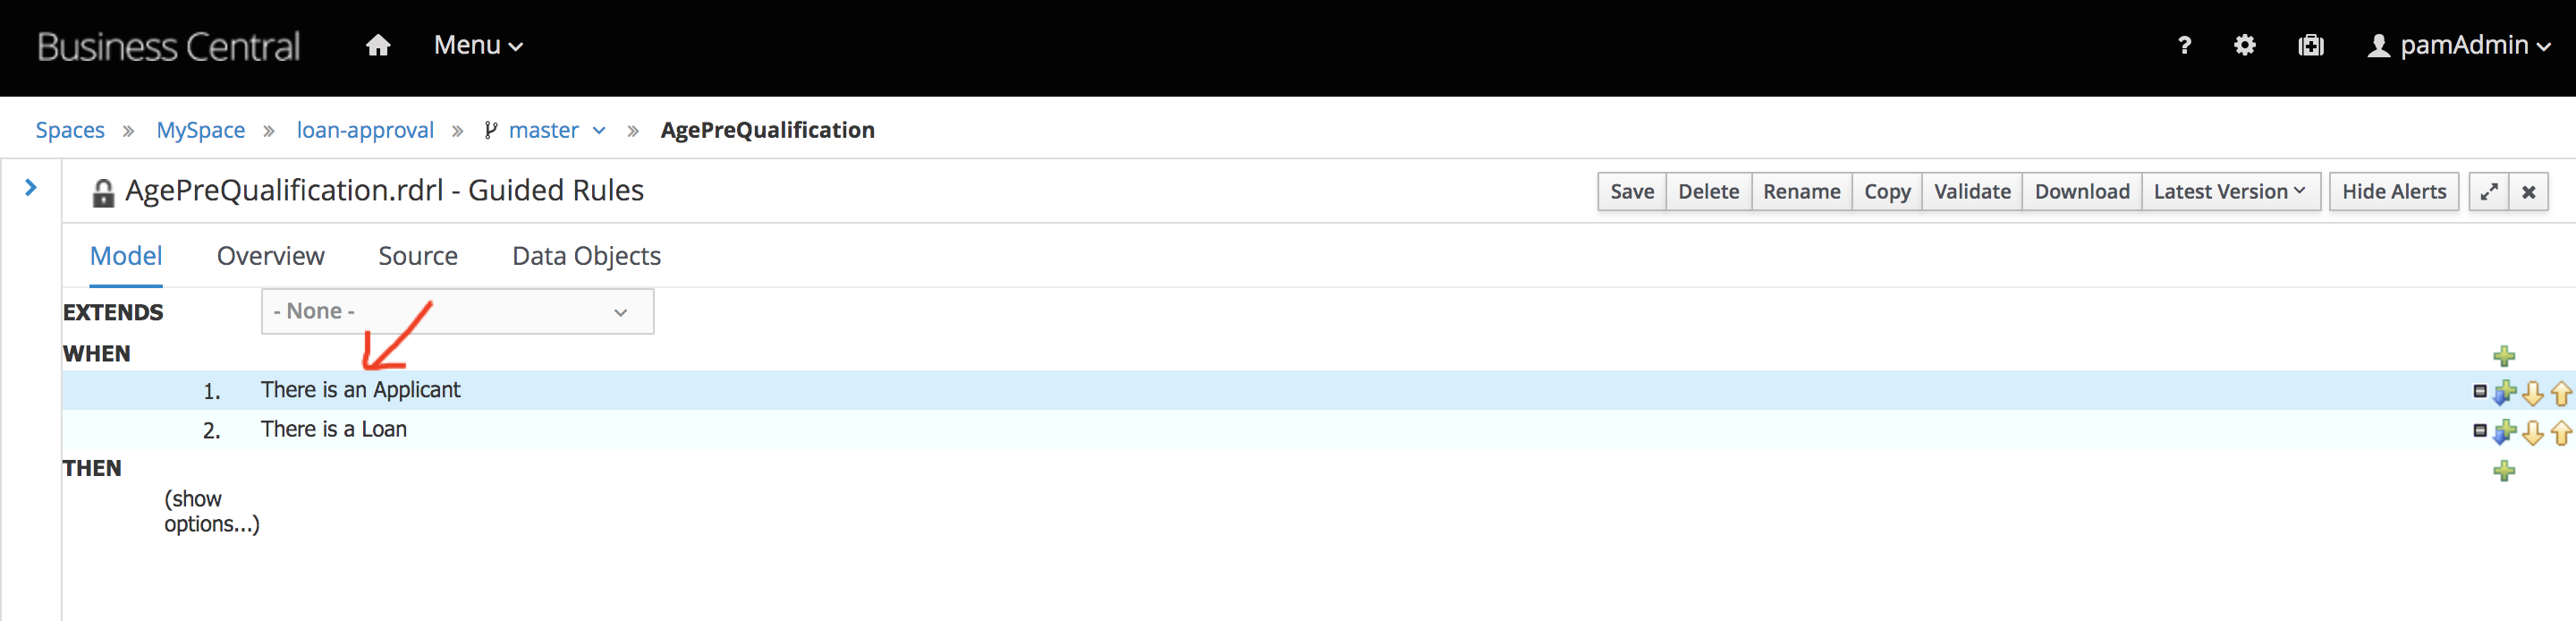 Business Central Menu ? pamAdmin
Spaces » MySpace » loan-approval » master » AgePreQualification
AgePreQualification.rdrl - Guided Rules Save Delete Rename Copy Validate Download Latest Version Hide Alerts
Model Overview Source Data Objects
EXTENDS - None -
WHEN
1. There is an Applicant
2. There is a Loan
THEN
(show
options...)